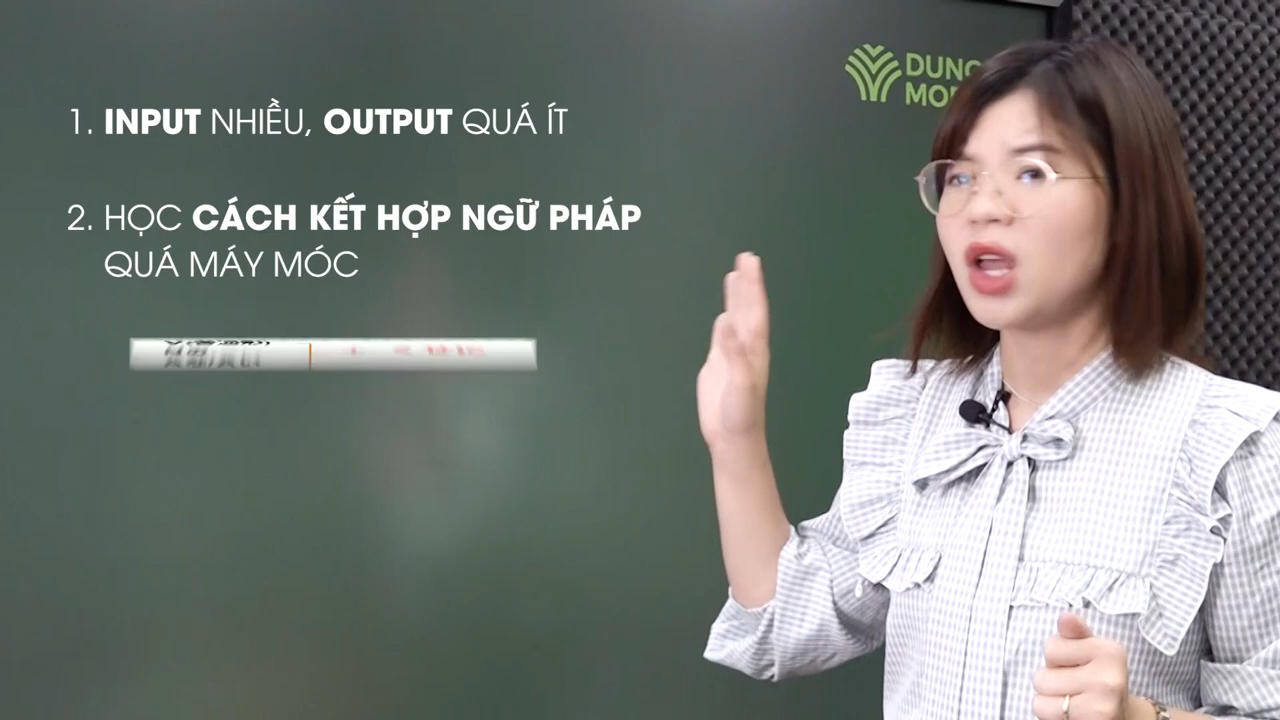 1. INPUT NHIỀU, OUTPUT QUÁ ÍT
2. HỌC CÁCH KẾT HỢP NGỮ PHÁP
QUÁ MÁY MÓC